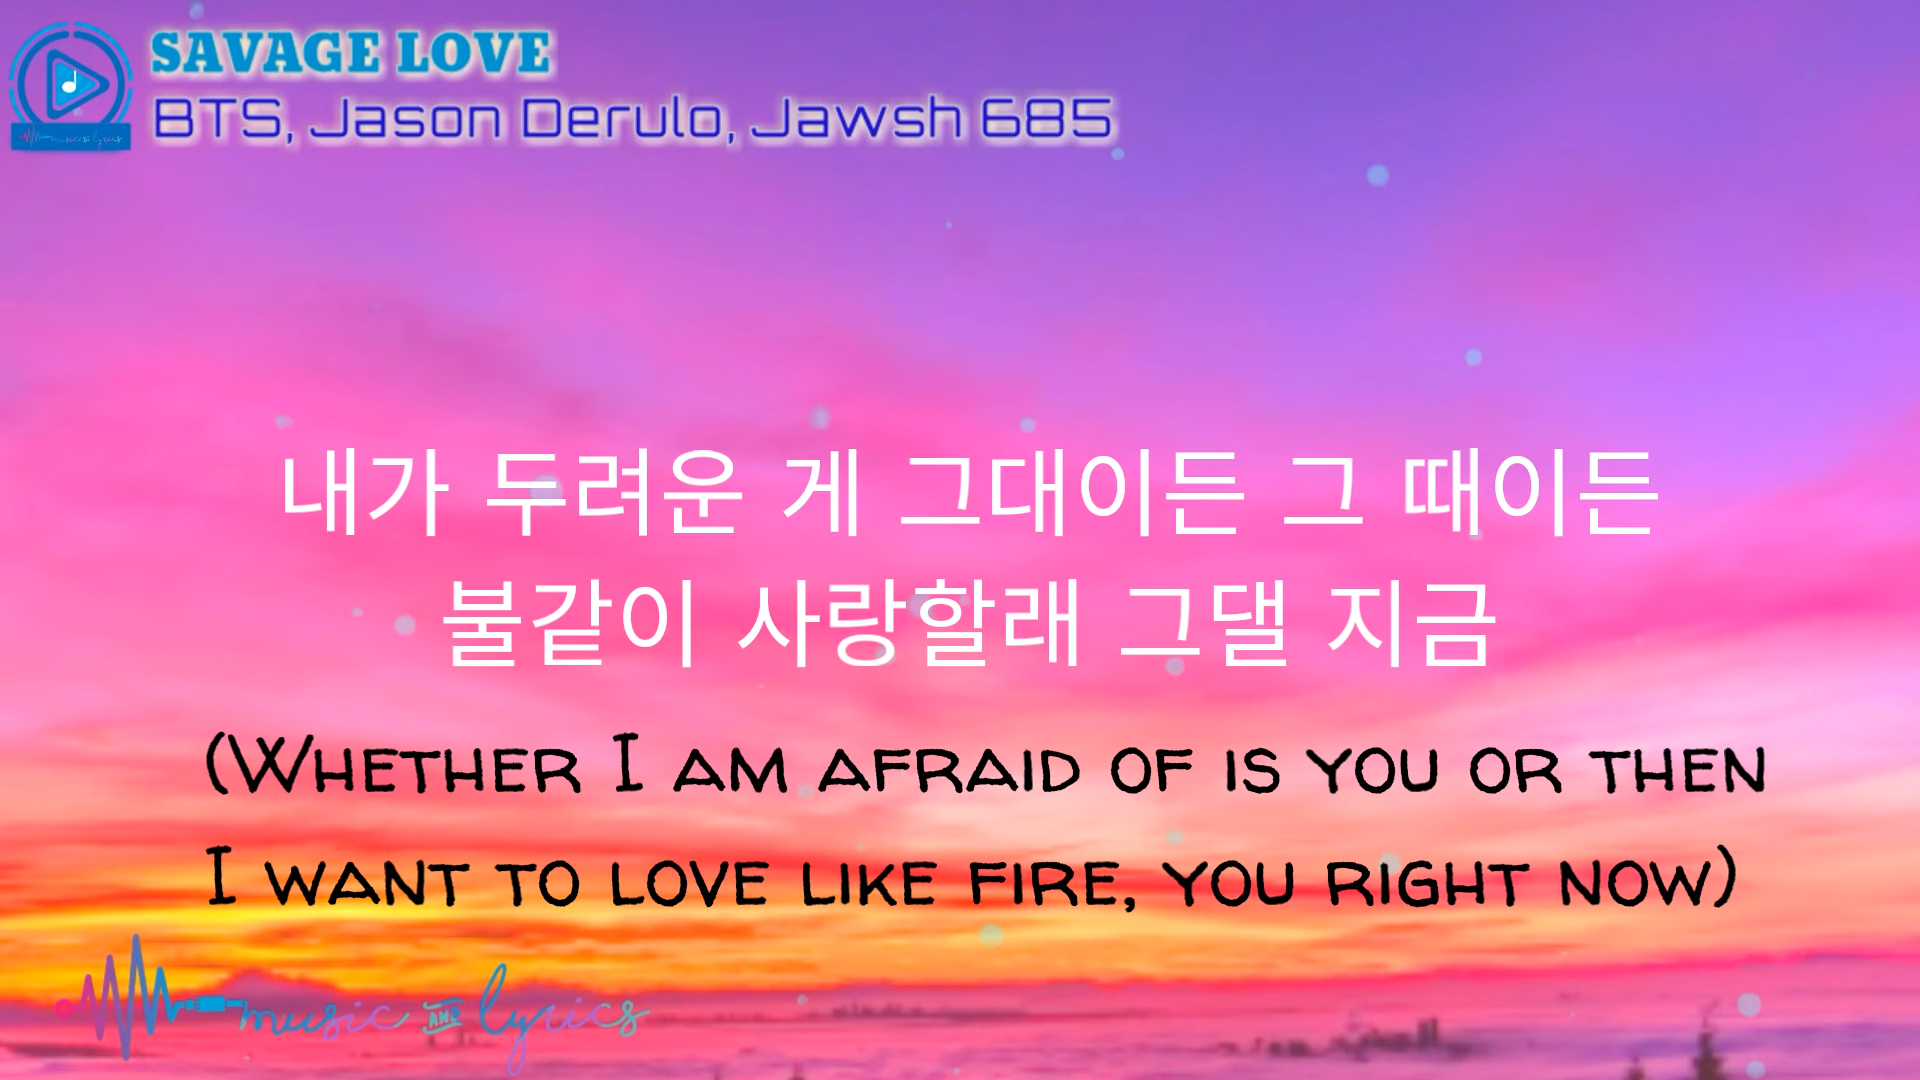 SAVAGE LOVE
BTS, Jason Derulo, Jawsh 685
내가 두려운 게 그대이든 그 때이든
불같이 사랑할래 그댈 지금
(WHETHER I AM AFRAID OF IS YOU OR THEN
I WANT TO LOVE LIKE FIRE, YOU RIGHT NOW)
music AND lyrics